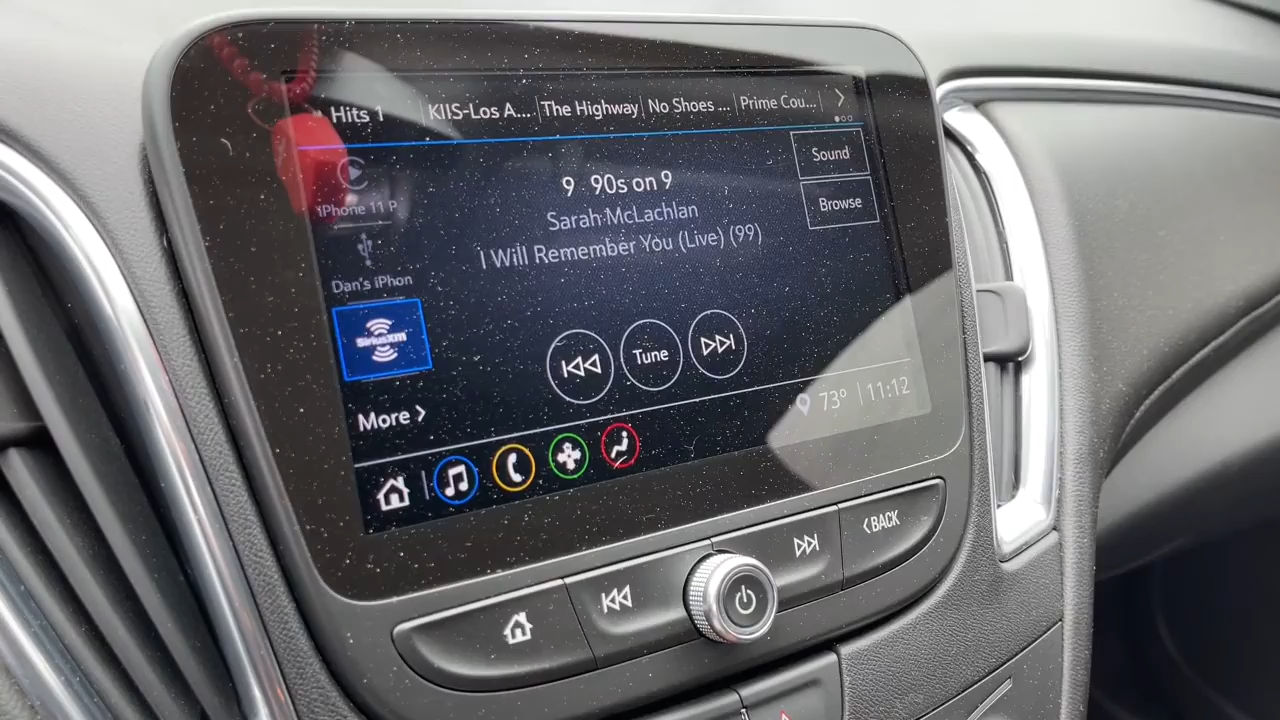 Hits 1 KIIS-Los A... The Highway No Shoes ... Prime Cou...
Sound
Browse
iPhone 11 P
Dan's iPhon
SiriusXM
More
9 90s on 9
Sarah McLachlan
I Will Remember You (Live) (99)
Tune
73° 11:12
BACK